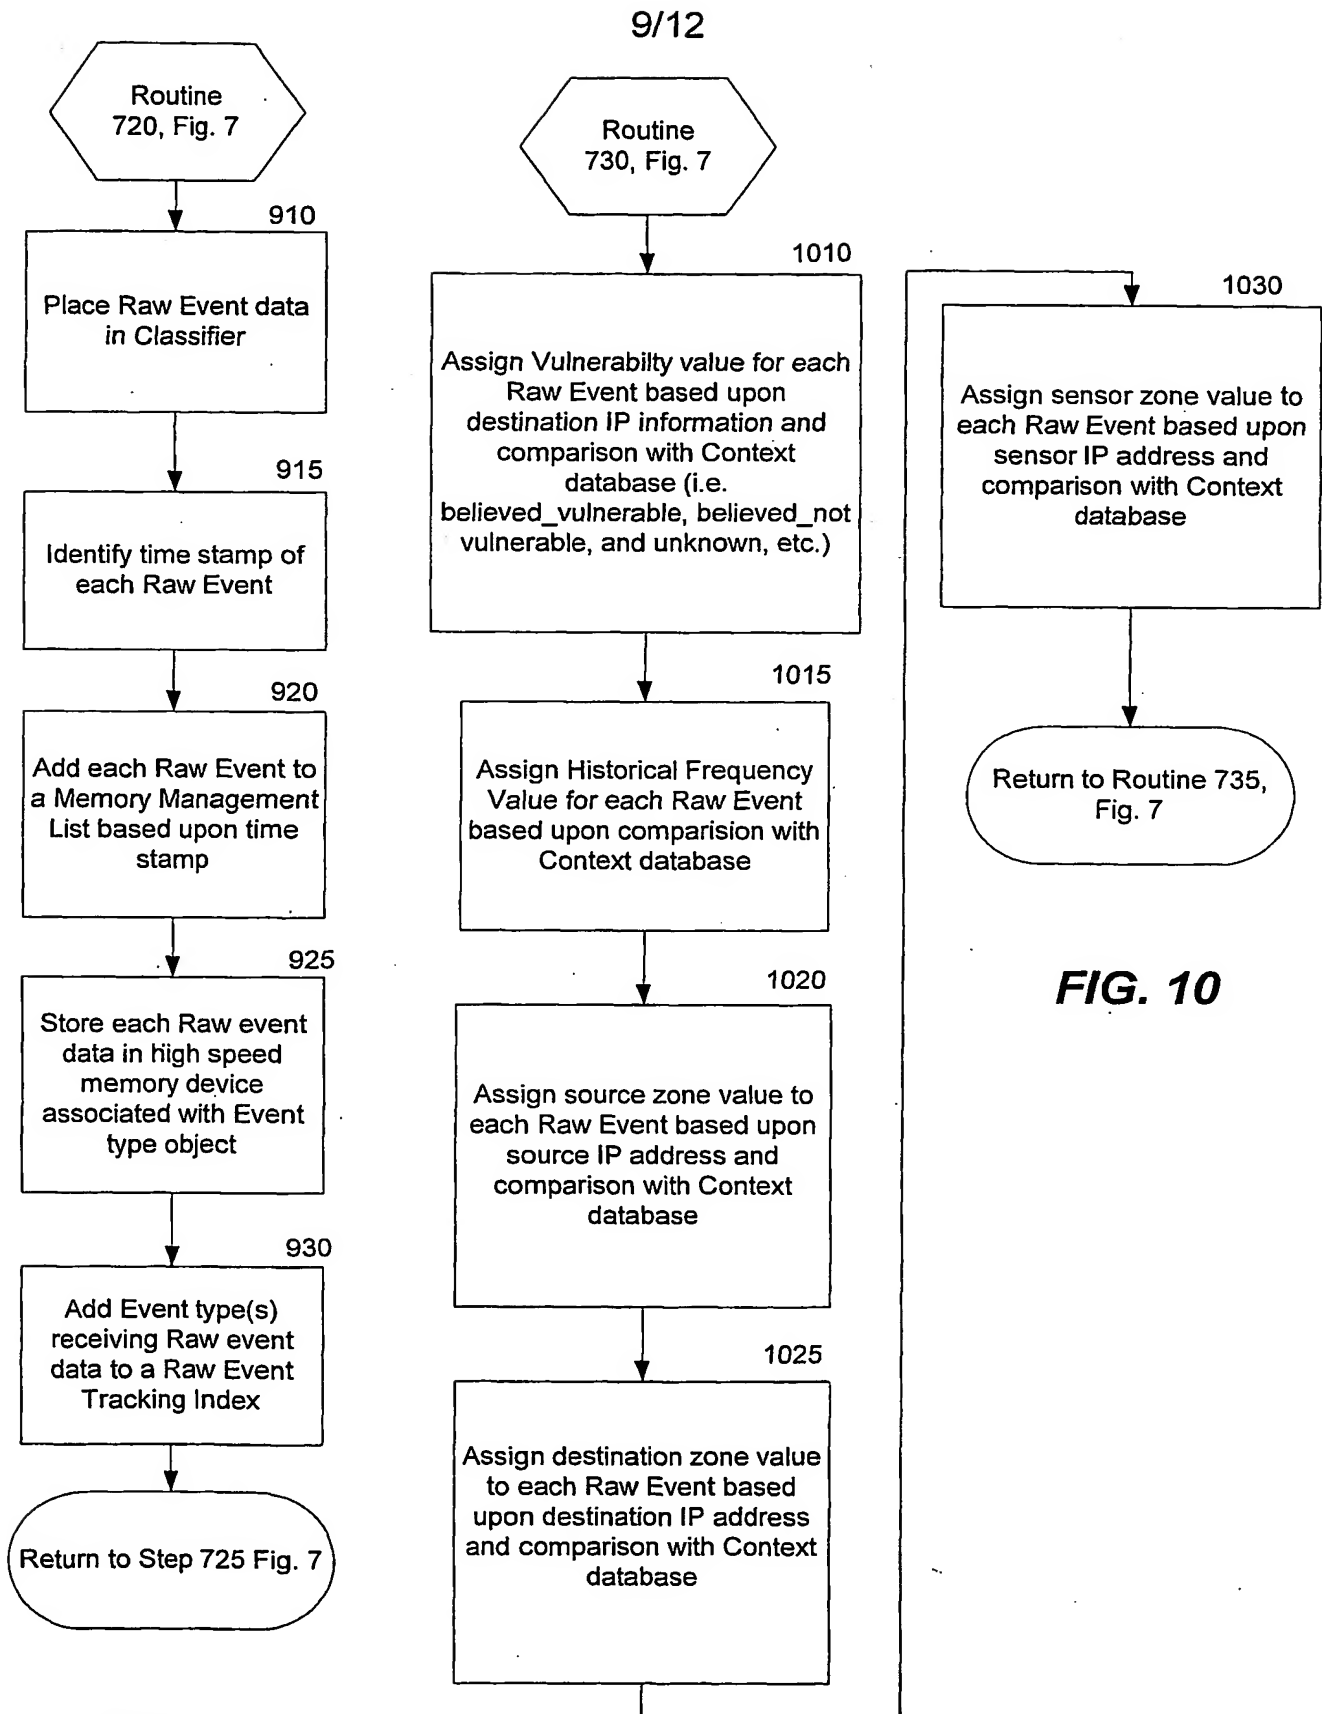 9/12
Routine
720, Fig. 7
910
Place Raw Event data
in Classifier
915
Identify time stamp of
each Raw Event
920
Add each Raw Event to
a Memory Management
List based upon time
stamp
925
Store each Raw event
data in high speed
memory device
associated with Event
type object
930
Add Event type(s)
receiving Raw event
data to a Raw Event
Tracking Index
Return to Step 725 Fig. 7
Routine
730, Fig. 7
1010
Assign Vulnerabilty value for each
Raw Event based upon
destination IP information and
comparison with Context
database (i.e.
believed_vulnerable, believed_not
vulnerable, and unknown, etc.)
1015
Assign Historical Frequency
Value for each Raw Event
based upon comparision with
Context database
1020
Assign source zone value to
each Raw Event based upon
source IP address and
comparison with Context
database
1025
Assign destination zone value
to each Raw Event based
upon destination IP address
and comparison with Context
database
1030
Assign sensor zone value to
each Raw Event based upon
sensor IP address and
comparison with Context
database
Return to Routine 735,
Fig. 7
FIG. 10